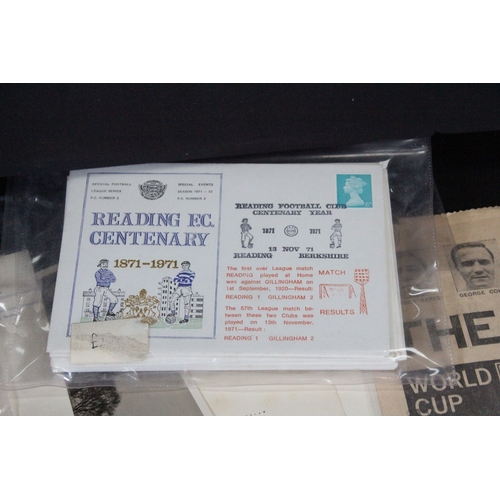 OFFICIAL FOOTBALL
LEAGUE SERIES
F.C. NUMBER 2
SPECIAL EVENTS
SEASON 1971 - 72
F.C. NUMBER 2
READING F.C.
CENTENARY
1871-1971
READING FOOTBALL CLUB
CENTENARY YEAR
1871
1971
13 NOV 71
READING BERKSHIRE
The first ever League match
READING played at Home
was against GILLINGHAM on
1st September, 1920—Result:
READING 1 GILLINGHAM 2
The 57th League match be-
tween these two Clubs was
played on 13th November,
1971—Result:
READING 1 GILLINGHAM 2
MATCH
RESULTS
E
GEORGE CO
THE
WORLD
CUP